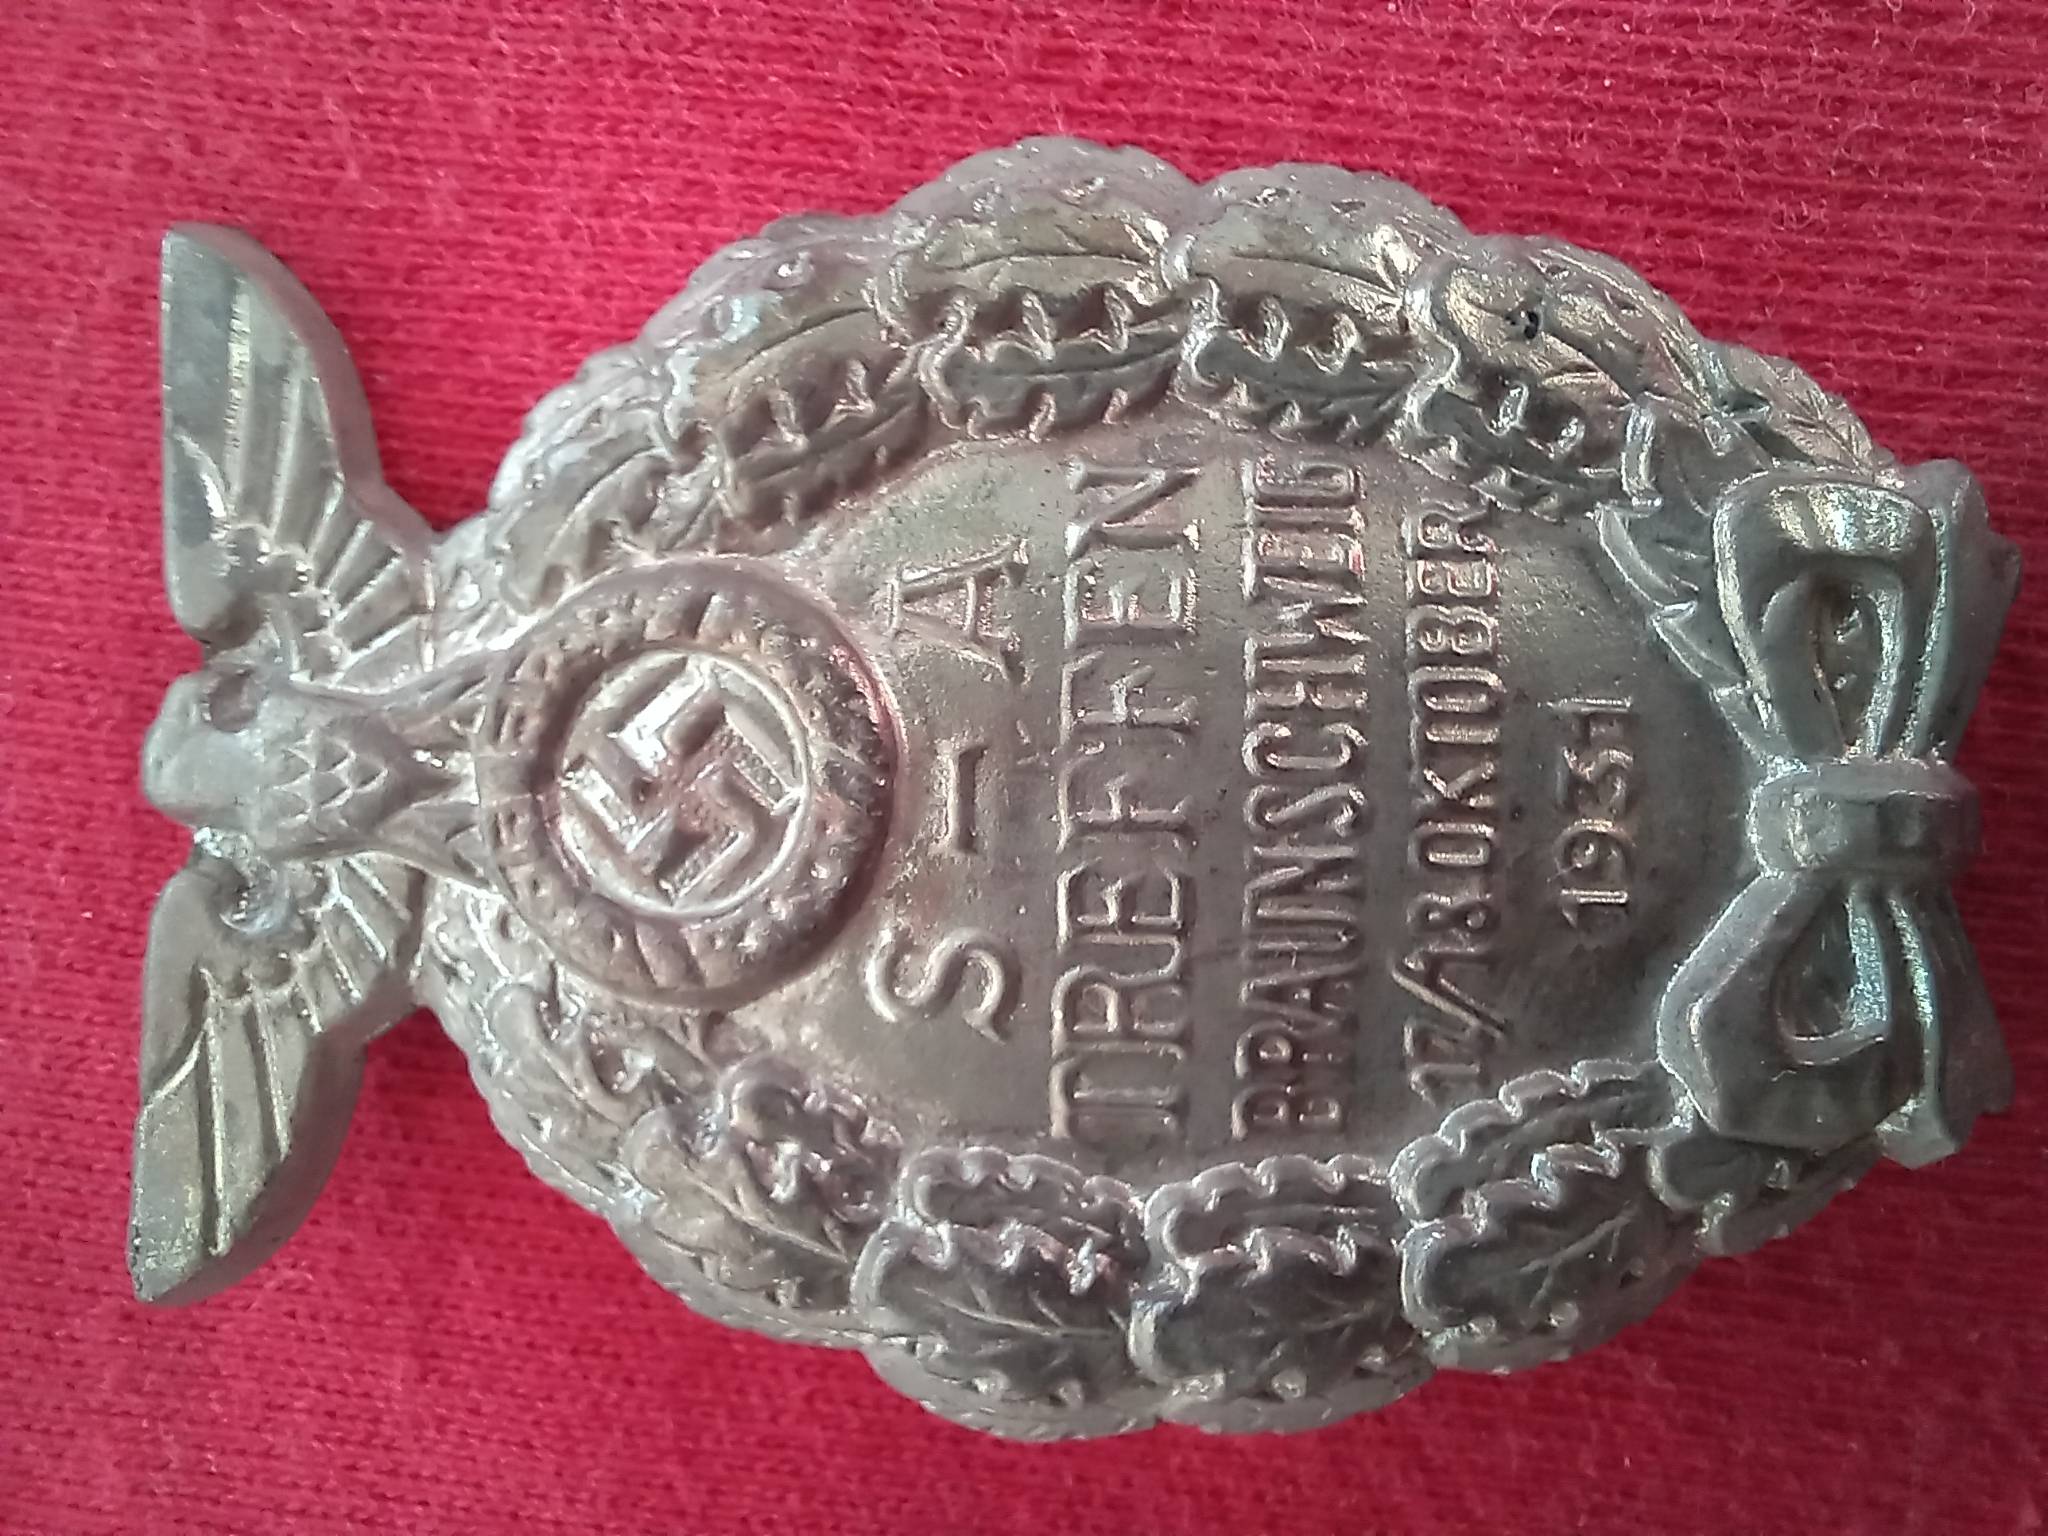 S-A
TREFFEN
BRAUNSCHWEIG
17/18 OKTOBER
1931